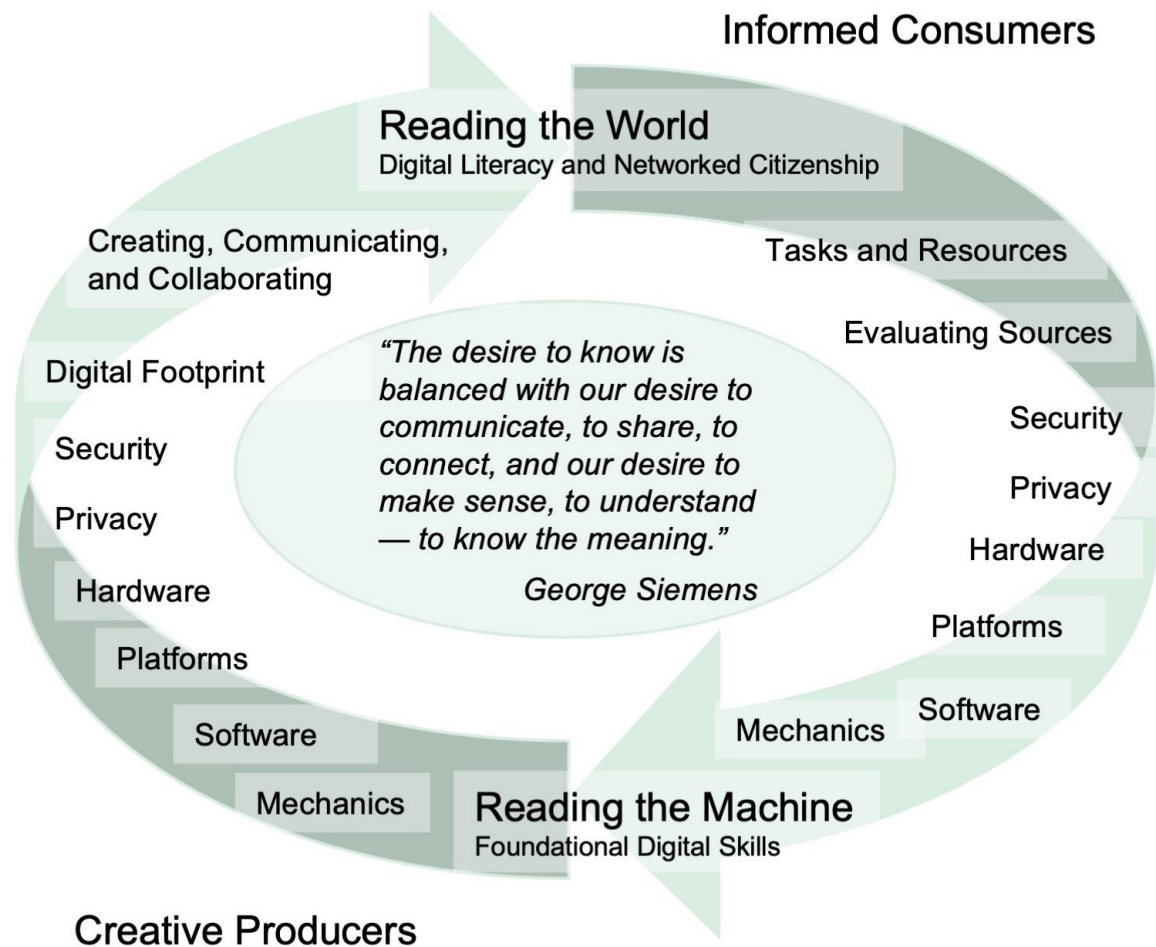 Informed Consumers
Reading the World
Digital Literacy and Networked Citizenship
Creating, Communicating,
and Collaborating
Digital Footprint
Security
Privacy
Hardware
Platforms
Software
Mechanics
“The desire to know is
balanced with our desire to
communicate, to share, to
connect, and our desire to
make sense, to understand
— to know the meaning.”
George Siemens
Tasks and Resources
Evaluating Sources
Security
Privacy
Hardware
Platforms
Software
Mechanics
Reading the Machine
Foundational Digital Skills
Creative Producers